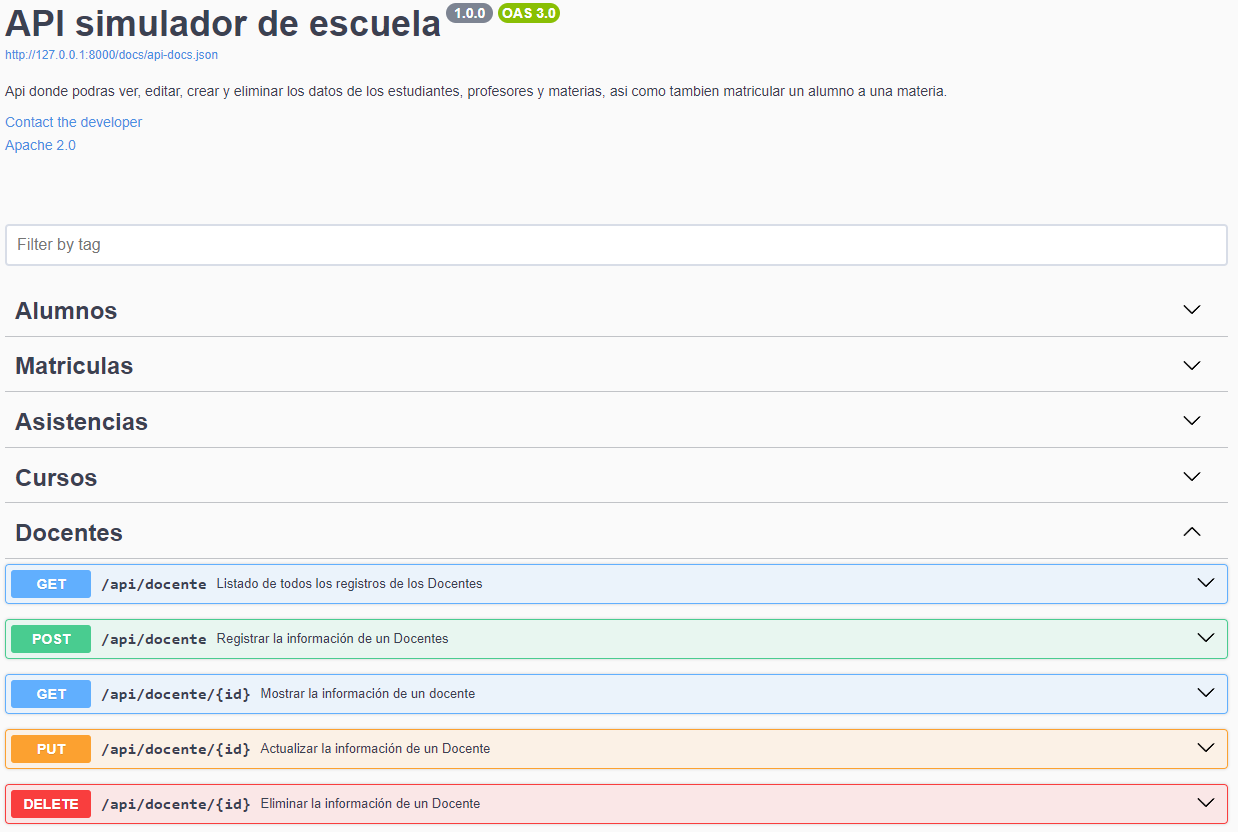 API simulador de escuela 1.0.0 OAS 3.0
http://127.0.0.1:8000/docs/api-docs.json
Api donde podras ver, editar, crear y eliminar los datos de los estudiantes, profesores y materias, asi como tambien matricular un alumno a una materia.
Contact the developer
Apache 2.0
Filter by tag
Alumnos
Matriculas
Asistencias
Cursos
Docentes
GET /api/docente Listado de todos los registros de los Docentes
POST /api/docente Registrar la información de un Docentes
GET /api/docente/{id} Mostrar la información de un docente
PUT /api/docente/{id} Actualizar la información de un Docente
DELETE /api/docente/{id} Eliminar la información de un Docente